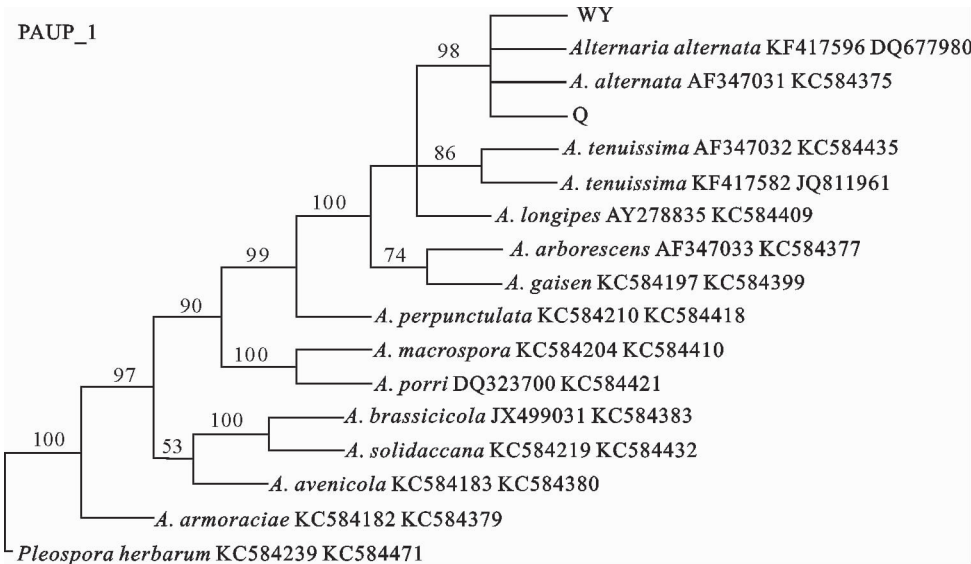 WY
PAUP_1
98
Alternaria alternata KF417596 DQ677980
A. alternata AF347031 KC584375
Q
A. tenuissima AF347032 KC584435
86
A. tenuissima KF417582 JQ811961
100
A. longipes AY278835 KC584409
A. arborescens AF347033 KC584377
99
74
A. gaisen KC584197 KC584399
90
A. perpunctulata KC584210 KC584418
A. macrospora KC584204 KC584410
100
97
A. porri DQ323700 KC584421
A. brassicicola JX499031 KC584383
100
100
53
A. solidaccana KC584219 KC584432
A. avenicola KC584183 KC584380
A. armoraciae KC584182 KC584379
Pleospora herbarum KC584239 KC584471